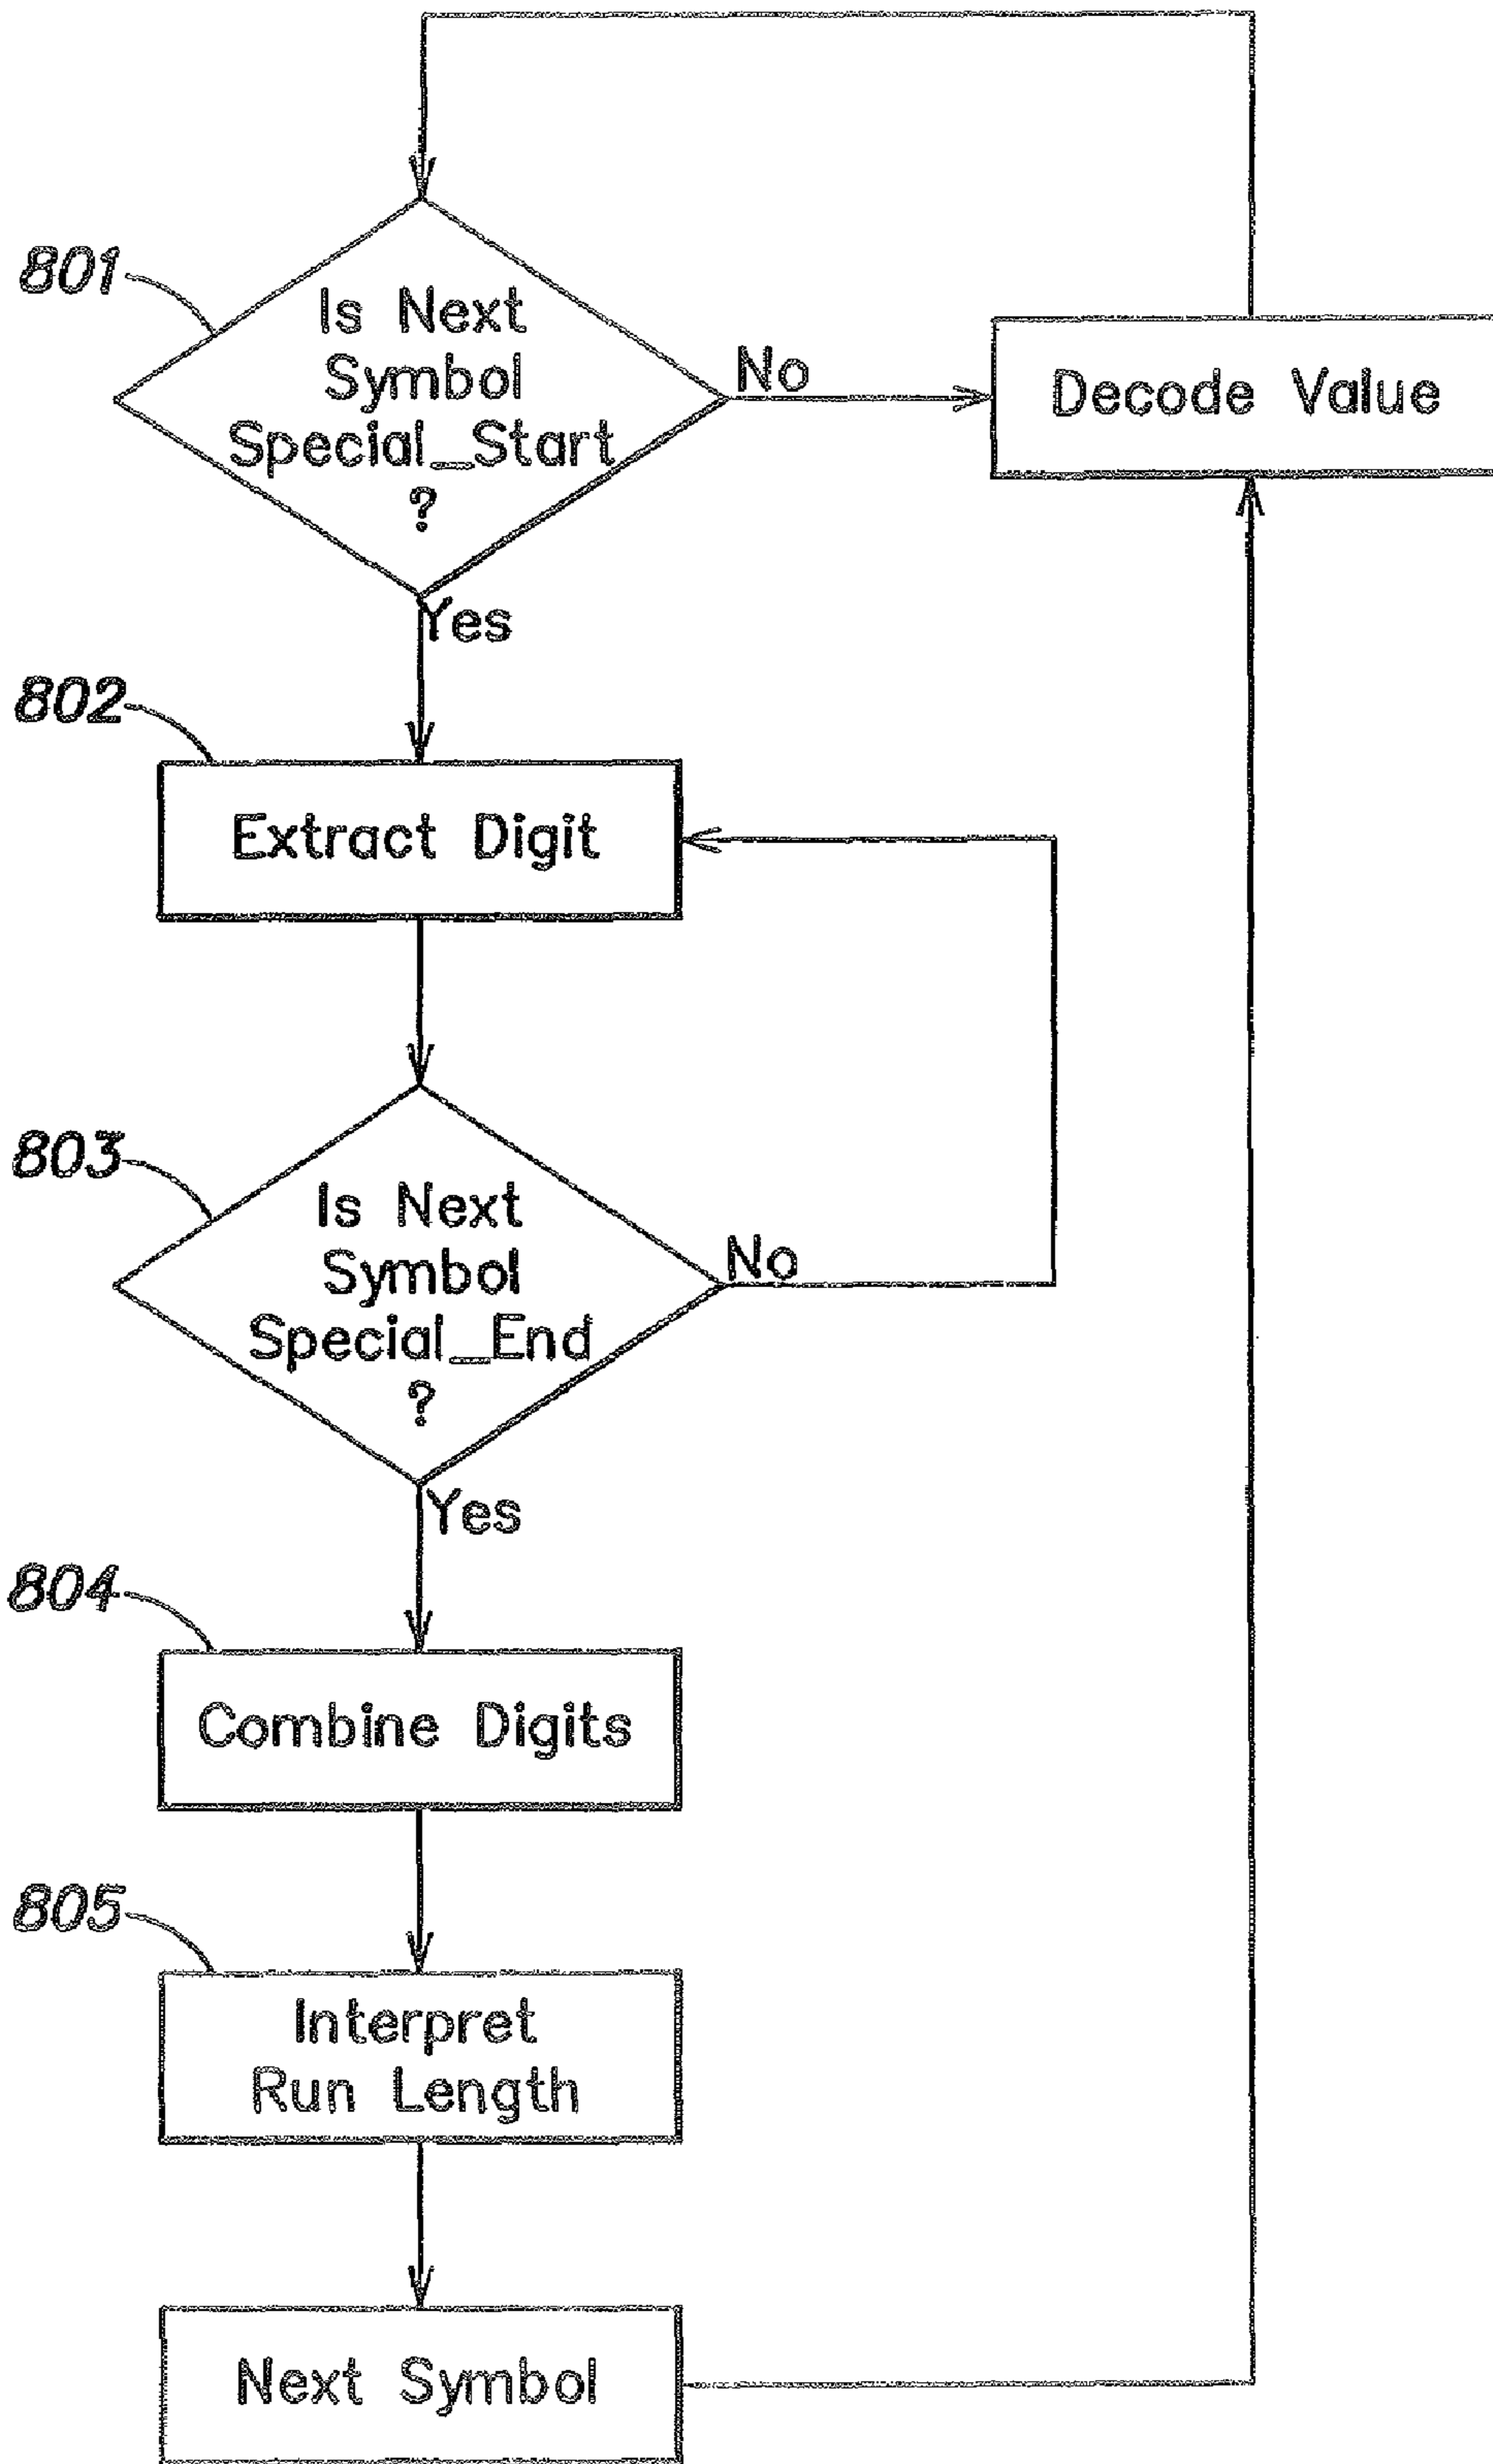 801
Is Next
Symbol
Special_Start
?
No
Decode Value
Yes
802
Extract Digit
803
Is Next
Symbol
Special_End
?
No
Yes
804
Combine Digits
805
Interpret
Run Length
Next Symbol